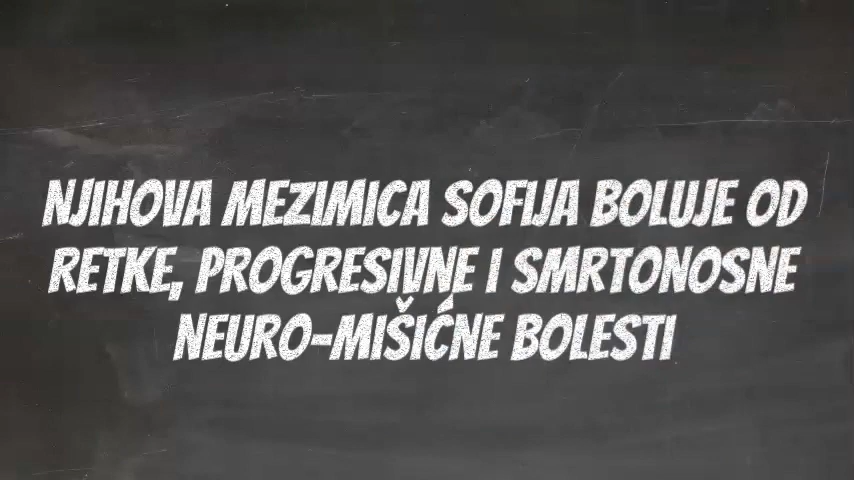 NJIHOVA MEZIMICA SOFIJA BOLUJE OD
RETKE, PROGRESIVNE I SMRTONOSNE
NEURO-MIŠIĆNE BOLESTI